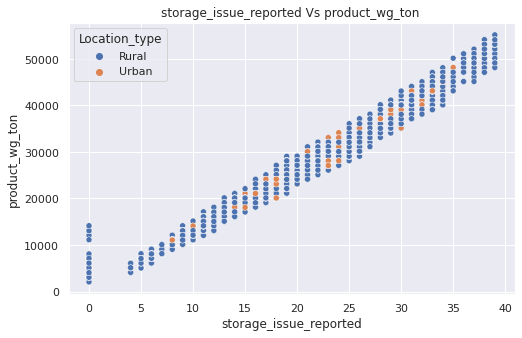 storage_issue_reported Vs product_wg_ton
Location_type
Rural
Urban
50000
40000
30000
20000
10000
0
product_wg_ton
0 5 10 15 20 25 30 35 40
storage_issue_reported